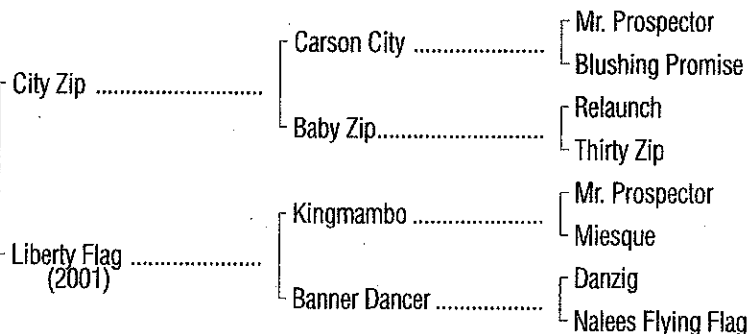 Mr. Prospector
Carson City ........................
Blushing Promise
City Zip ..............................
Relaunch
Baby Zip..............................
Thirty Zip
Mr. Prospector
Kingmambo ........................
Miesque
Liberty Flag ........................
(2001)
Danzig
Banner Dancer .....................
Nalees Flying Flag